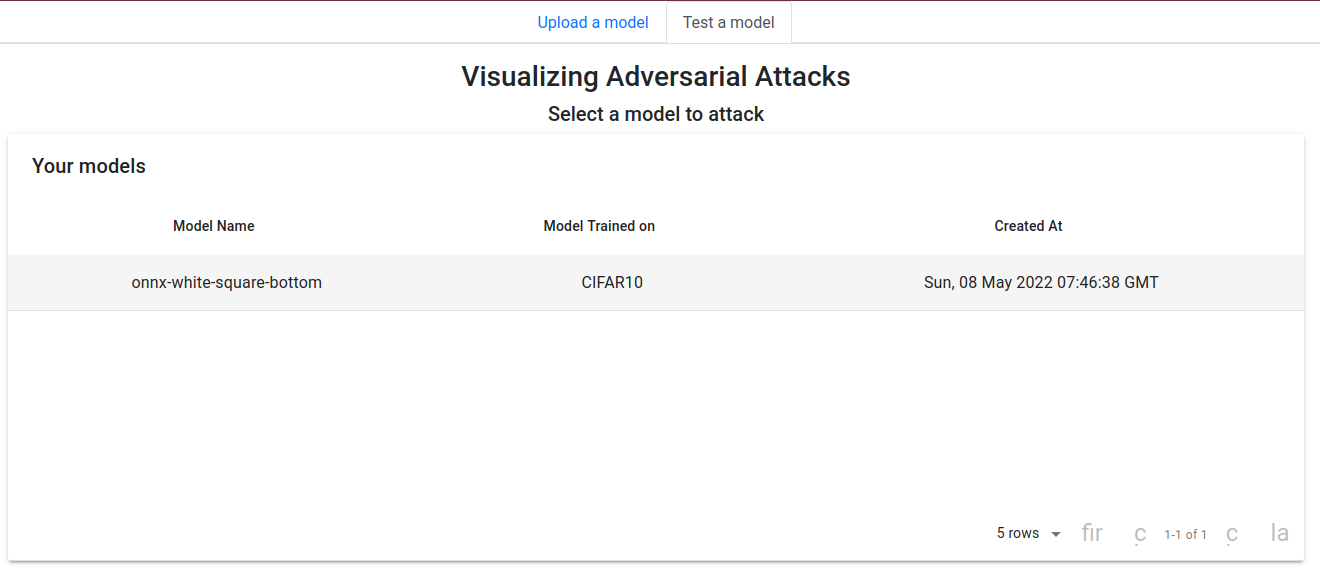 Upload a model Test a model
Visualizing Adversarial Attacks
Select a model to attack
Your models
Model Name Model Trained on Created At
onnx-white-square-bottom CIFAR10 Sun, 08 May 2022 07:46:38 GMT
5 rows fir c 1-1 of 1 c la